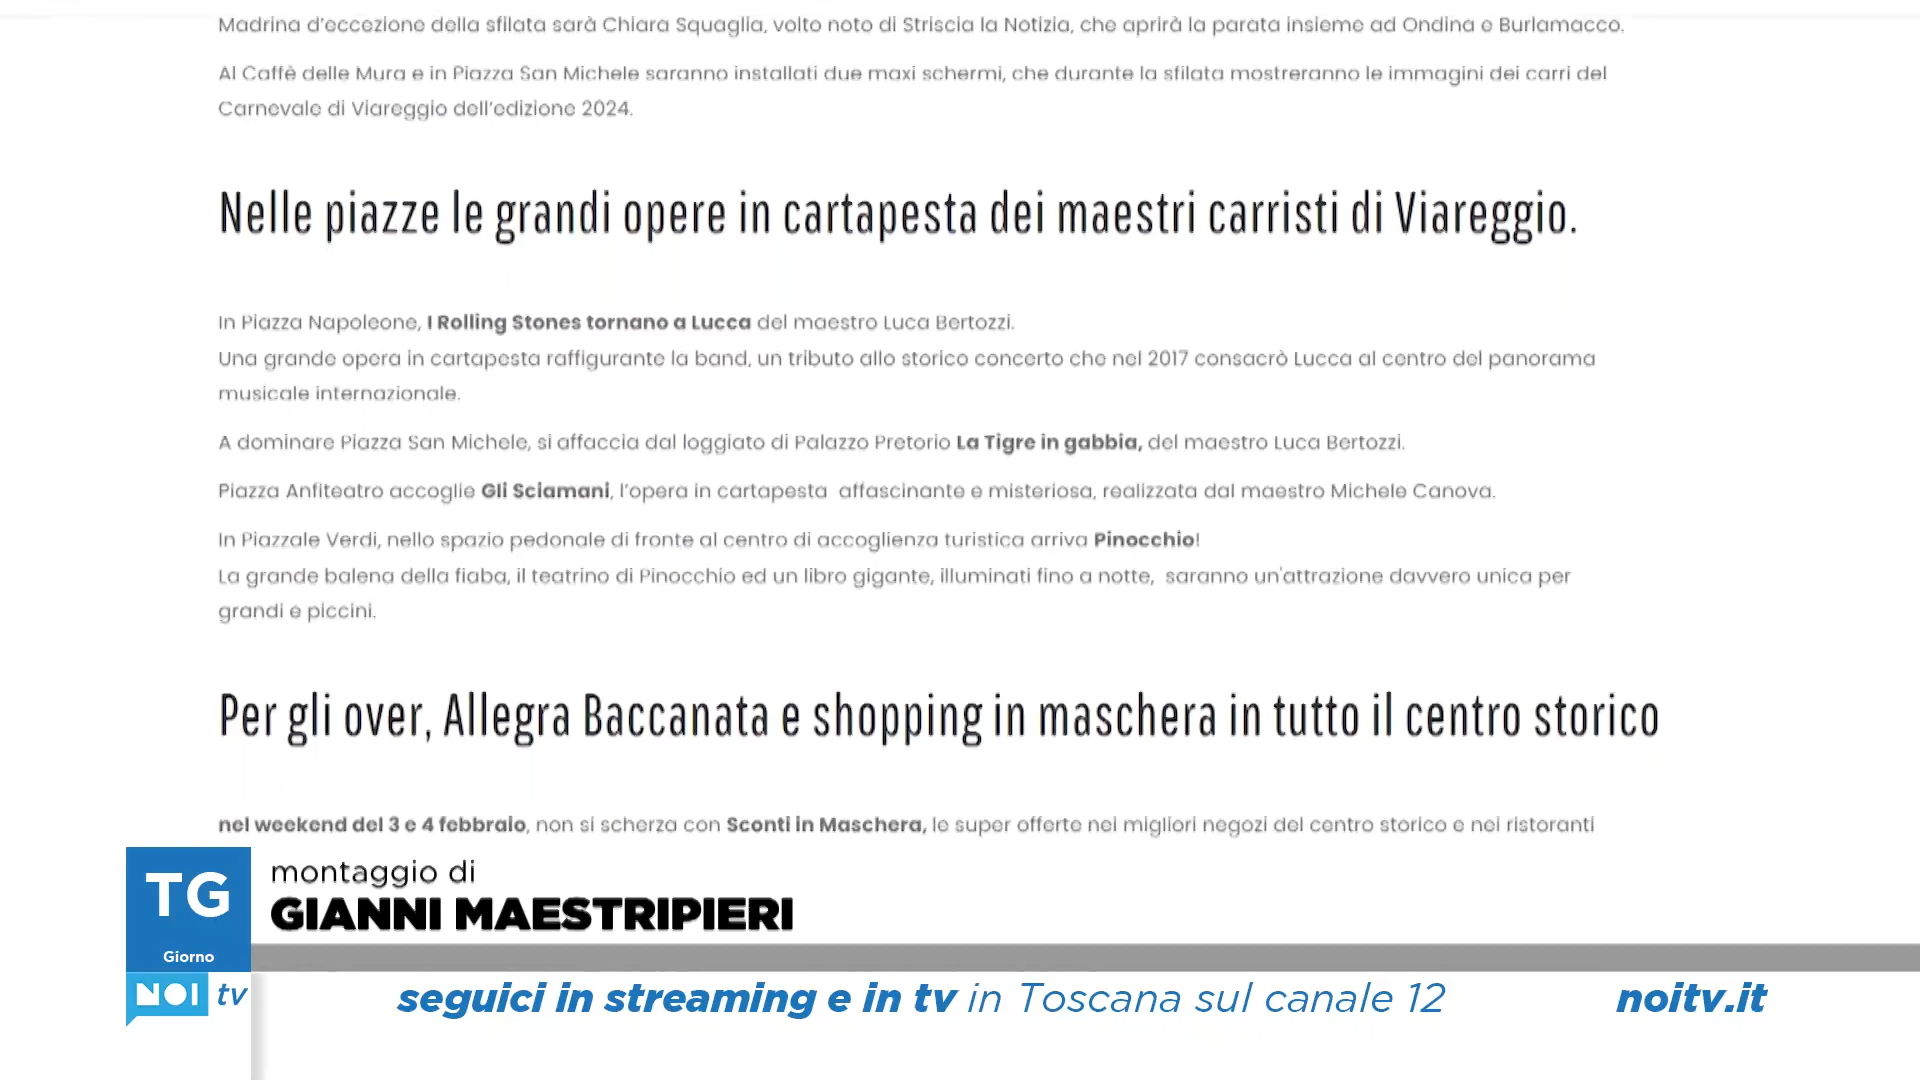 Madrina d'eccezione della sfilata sarà Chiara Squaglia, volto noto di Striscia la Notizia, che aprirà la parata insieme ad Ondina e Burlamacco.
Al Caffè delle Mura e in Piazza San Michele saranno installati due maxi schermi, che durante la sfilata mostreranno le immagini dei carri del
Carnevale di Viareggio dell'edizione 2024.
Nelle piazze le grandi opere in cartapesta dei maestri carristi di Viareggio.
In Piazza Napoleone, I Rolling Stones tornano a Lucca del maestro Luca Bertozzi.
Una grande opera in cartapesta raffigurante la band, un tributo allo storico concerto che nel 2017 consacrò Lucca al centro del panorama
musicale internazionale.
A dominare Piazza San Michele, si affaccia dal loggiato di Palazzo Pretorio La Tigre in gabbia, del maestro Luca Bertozzi.
Piazza Anfiteatro accoglie Gli Sciamani, l'opera in cartapesta affascinante e misteriosa, realizzata dal maestro Michele Canova.
In Piazzale Verdi, nello spazio pedonale di fronte al centro di accoglienza turistica arriva Pinocchio!
La grande balena della fiaba, il teatrino di Pinocchio ed un libro gigante, illuminati fino a notte, saranno un'attrazione davvero unica per
grandi e piccini.
Per gli over, Allegra Baccanata e shopping in maschera in tutto il centro storico
nel weekend del 3 e 4 febbraio, non si scherza con Sconti in Maschera, le super offerte nei migliori negozi del centro storico e nei ristoranti
TG
Giorno
montaggio di
GIANNI MAESTRIPIERI
NOI tv
seguici in streaming e in tv in Toscana sul canale 12
noitv.it